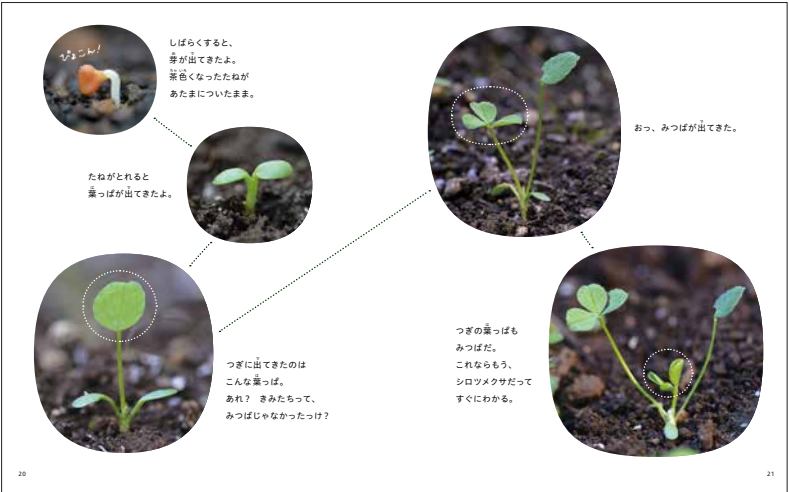 ぴょこん！
しばらくすると、
芽が出てきたよ。
茶色くなったたねが
あたまについたまま。
たねがとれると
葉っぱが出てきたよ。
つぎに出てきたのは
こんな葉っぱ。
あれ？　きみたちって、
みつばじゃなかったっけ？
おっ、みつばが出てきた。
つぎの葉っぱも
みつばだ。
これならもう、
シロツメクサだって
すぐにわかる。
20
21